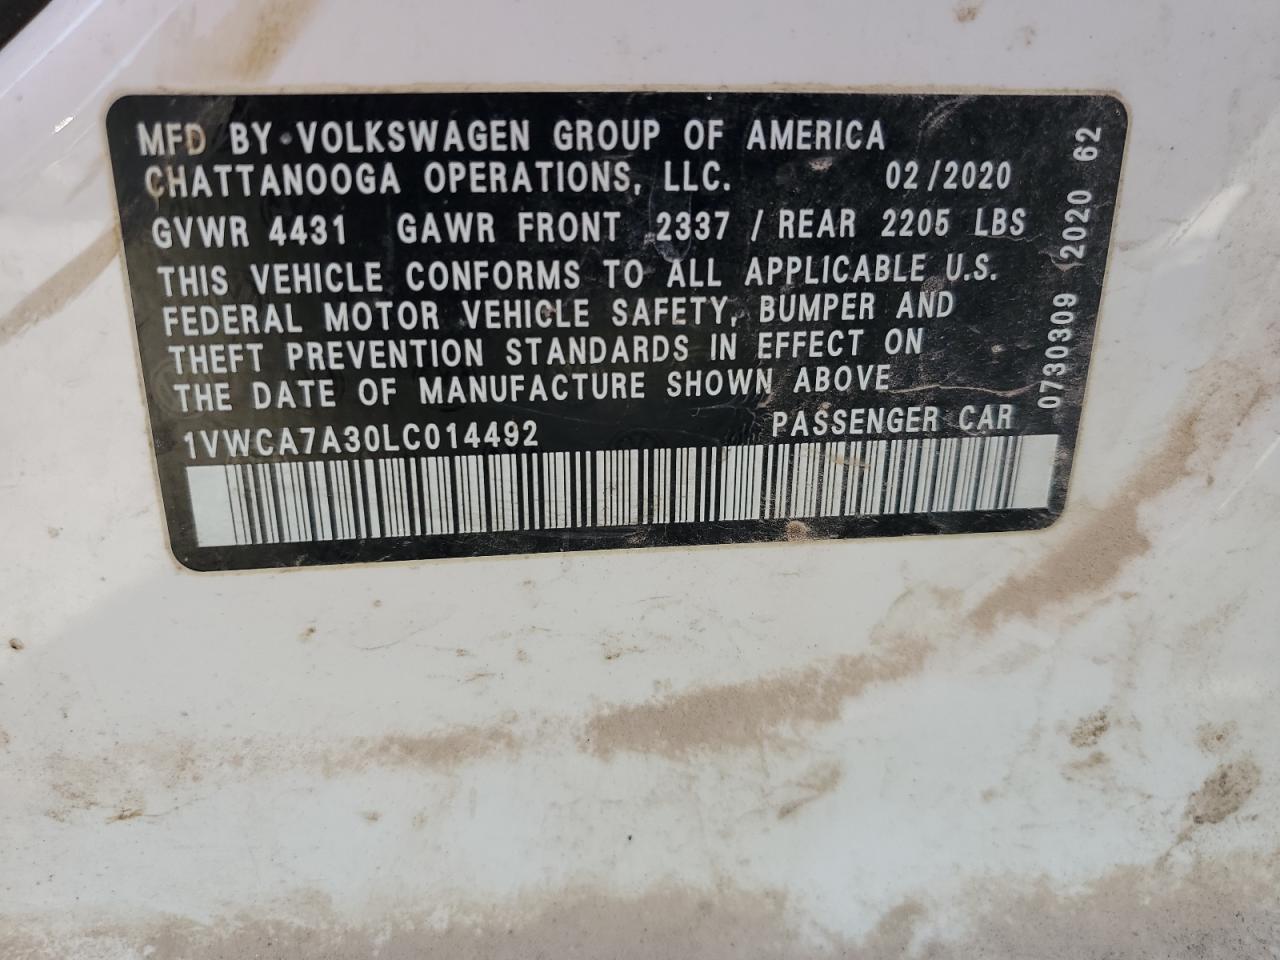 MFD BY VOLKSWAGEN GROUP OF AMERICA
CHATTANOOGA OPERATIONS, LLC. 02/2020
GVWR 4431 GAWR FRONT 2337 / REAR 2205 LBS
THIS VEHICLE CONFORMS TO ALL APPLICABLE U.S.
FEDERAL MOTOR VEHICLE SAFETY, BUMPER AND
THEFT PREVENTION STANDARDS IN EFFECT ON
THE DATE OF MANUFACTURE SHOWN ABOVE
1VWCA7A30LC014492 PASSENGER CAR
0730309 2020 62